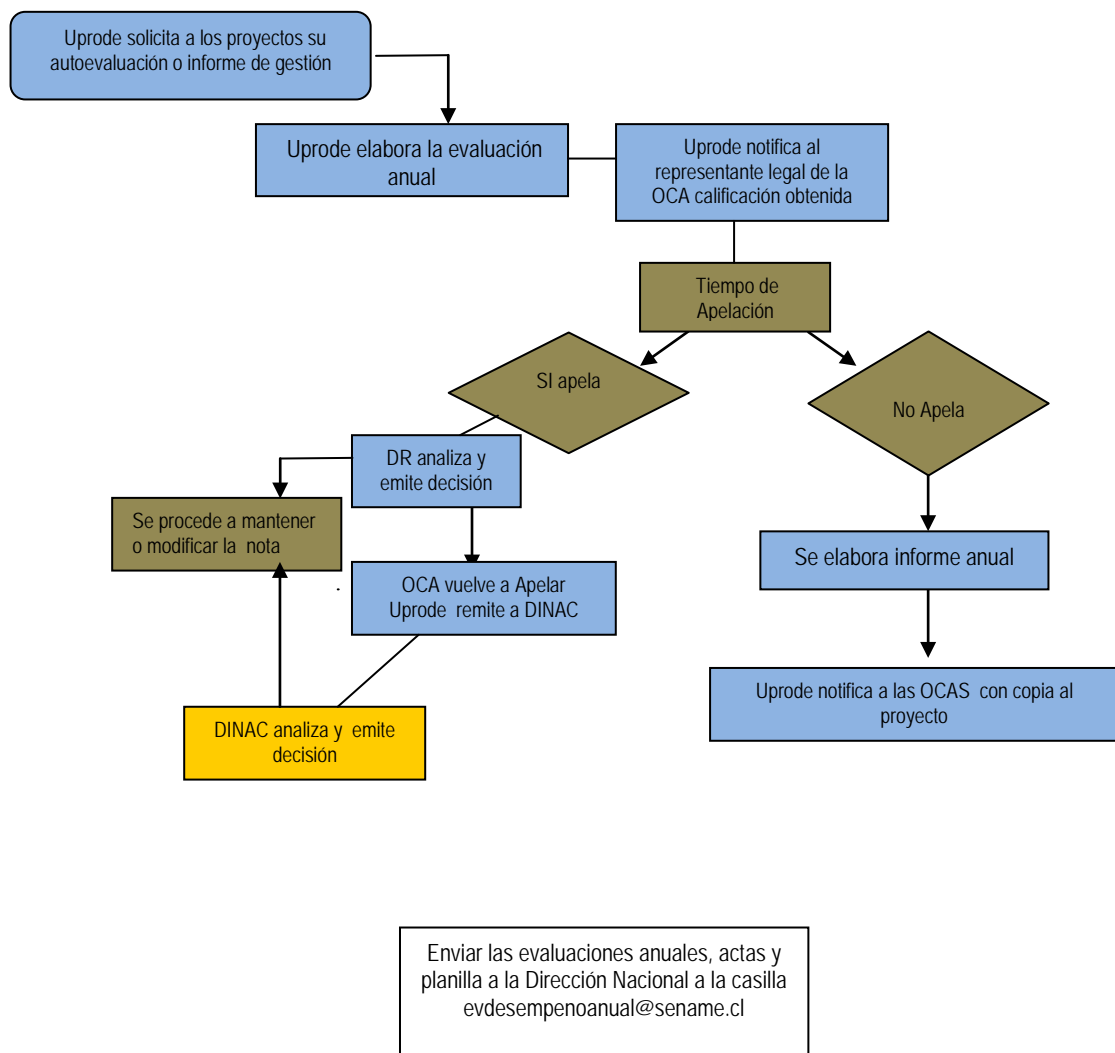 Uprode solicita a los proyectos su
autoevaluación o informe de gestión
Uprode elabora la evaluación
anual
Uprode notifica al
representante legal de la
OCA calificación obtenida
Tiempo de
Apelación
SI apela
No Apela
DR analiza y
emite decisión
Se procede a mantener
o modificar la nota
OCA vuelve a Apelar
Uprode remite a DINAC
DINAC analiza y emite
decisión
Se elabora informe anual
Uprode notifica a las OCAS con copia al
proyecto
Enviar las evaluaciones anuales, actas y
planilla a la Dirección Nacional a la casilla
evdesempenoanual@sename.cl